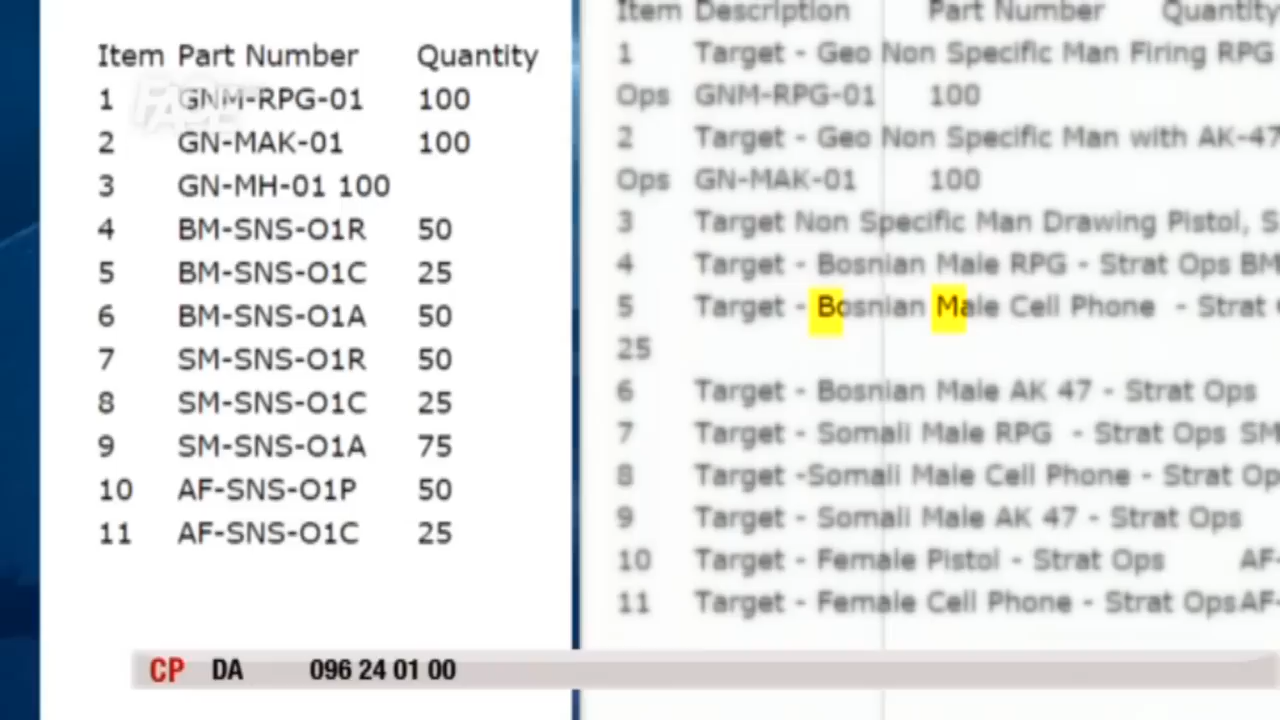 Item Part Number Quantity
1 GNM-RPG-01 100
2 GN-MAK-01 100
3 GN-MH-01 100
4 BM-SNS-O1R 50
5 BM-SNS-O1C 25
6 BM-SNS-O1A 50
7 SM-SNS-O1R 50
8 SM-SNS-O1C 25
9 SM-SNS-O1A 75
10 AF-SNS-O1P 50
11 AF-SNS-O1C 25
Item Description Part Number Quantity
1 Target - Geo Non Specific Man Firing RPG
Ops GNM-RPG-01 100
2 Target - Geo Non Specific Man with AK-47
Ops GN-MAK-01 100
3 Target Non Specific Man Drawing Pistol, S
4 Target - Bosnian Male RPG - Strat Ops BM
5 Target - Bosnian Male Cell Phone - Strat
25
6 Target - Bosnian Male AK 47 - Strat Ops
7 Target - Somali Male RPG - Strat Ops SM
8 Target -Somali Male Cell Phone - Strat Op
9 Target - Somali Male AK 47 - Strat Ops
10 Target - Female Pistol - Strat Ops AF-
11 Target - Female Cell Phone - Strat OpsAF-
FACE
СР DA 096 24 01 00